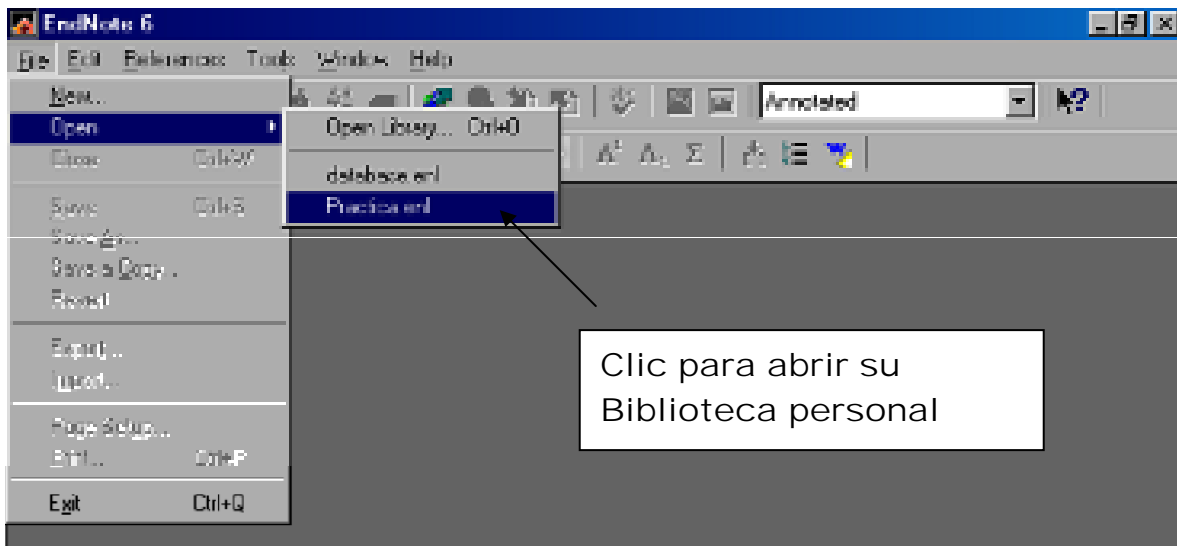 EndNote 6
File Edit References Tools Window Help
New...
Annotated
Open
Open Library... Ctrl+O
Close Ctrl+W
database.enl
Save Ctrl+S
Practica.enl
Save As...
Save a Copy...
Revert
Export...
Import...
Clic para abrir su
Biblioteca personal
Page Setup...
Print... Ctrl+P
Exit Ctrl+Q